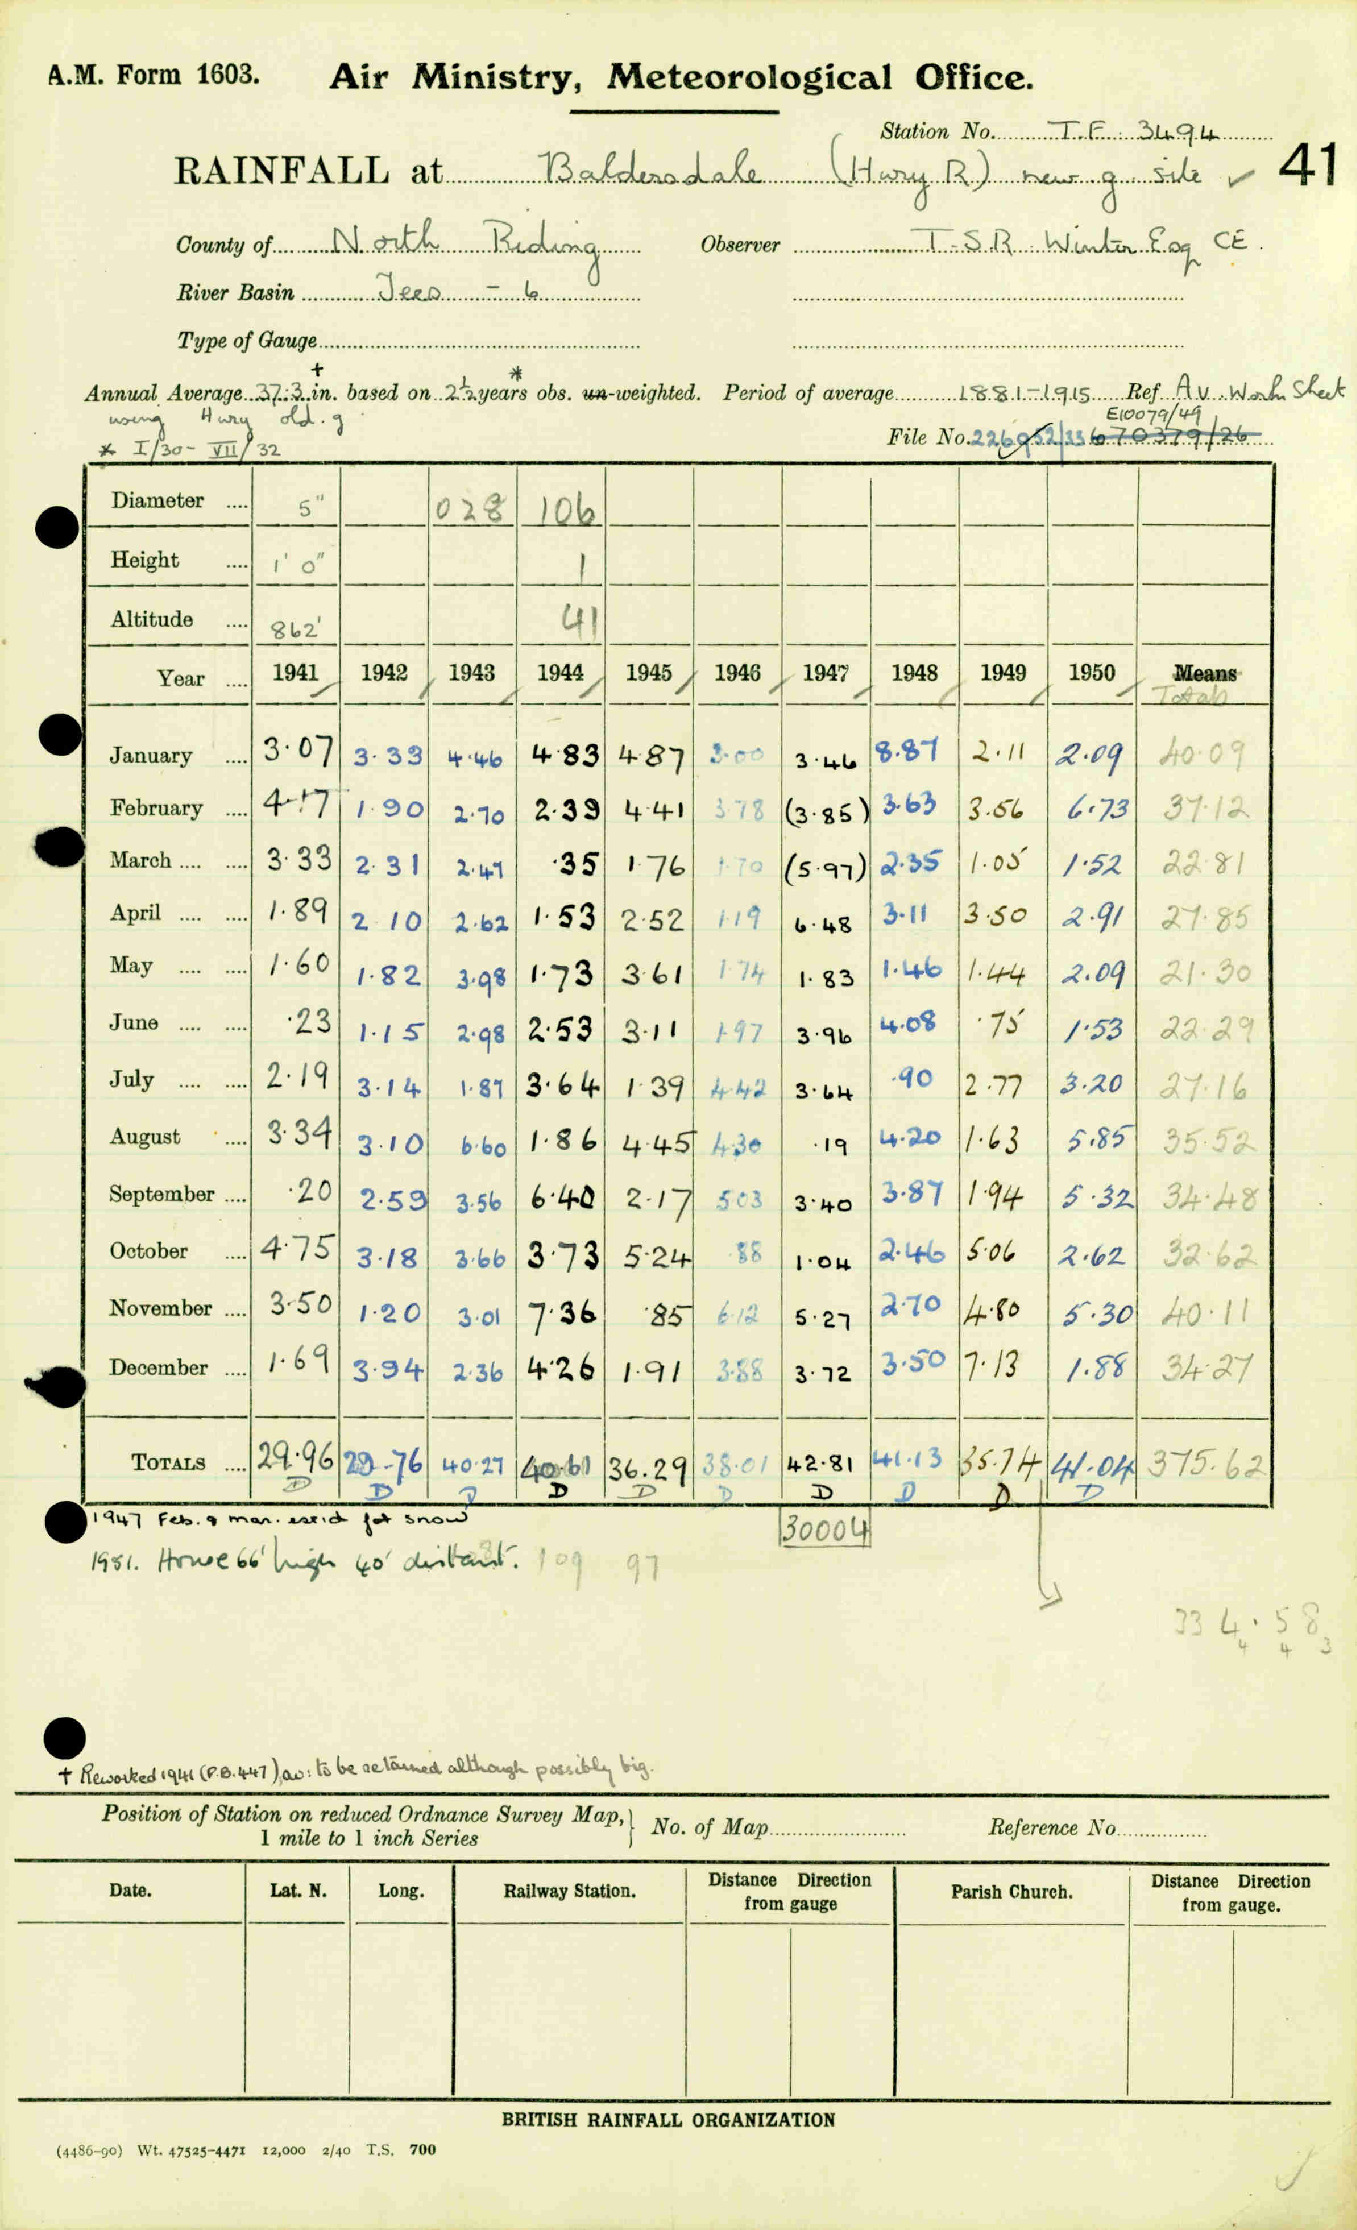 A.M. Form 1603. Air Ministry, Meteorological Office.
Station No. T.F. 3494
RAINFALL at Baldersdale (Hury R) new g. site ✓ 41
County of North Riding Observer T.S.R. Winter Esq CE.
River Basin Tees - 6
Type of Gauge
Annual Average 37.3 † in. based on 2½ years * obs. un-weighted. Period of average 1881-1915 Ref Av. Work Sheet
using Hury old. g. E10079/49
* I/30 - VII/32 File No. 226952/33 670379/26
Diameter .... 5" 028 106
Height .... 1' 0" 1
Altitude .... 862' 41
Year .... 1941 1942 1943 1944 1945 1946 1947 1948 1949 1950 Means
Totals
January .... 3.07 3.33 4.46 4.83 4.87 3.00 3.46 8.87 2.11 2.09 40.09
February .... 4.17 1.90 2.70 2.39 4.41 3.78 (3.85) 3.63 3.56 6.73 37.12
March .... .... 3.33 2.31 2.47 .35 1.76 1.70 (5.97) 2.35 1.05 1.52 22.81
April .... .... 1.89 2.10 2.62 1.53 2.52 1.19 6.48 3.11 3.50 2.91 27.85
May .... .... 1.60 1.82 3.98 1.73 3.61 1.74 1.83 1.46 1.44 2.09 21.30
June .... .... .23 1.15 2.98 2.53 3.11 1.97 3.96 4.08 .75 1.53 22.29
July .... .... 2.19 3.14 1.87 3.64 1.39 4.42 3.64 .90 2.77 3.20 27.16
August .... 3.34 3.10 6.60 1.86 4.45 4.30 .19 4.20 1.63 5.85 35.52
September .... .20 2.59 3.56 6.40 2.17 5.03 3.40 3.87 1.94 5.32 34.48
October .... 4.75 3.18 3.66 3.73 5.24 .88 1.04 2.46 5.06 2.62 32.62
November .... 3.50 1.20 3.01 7.36 .85 6.12 5.27 2.70 4.80 5.30 40.11
December .... 1.69 3.94 2.36 4.26 1.91 3.88 3.72 3.50 7.13 1.88 34.27
TOTALS .... 29.96 29.76 40.27 40.61 36.29 38.01 42.81 41.13 35.74 41.04 375.62
D D D D D D D D D D
1947 Feb. & mar. estd for snow 30004
1951. House 66' high 40' distant. 109 97
334.58
4 4 3
† Reworked 1941 (P.B. 447), av: to be retained although possibly big.
Position of Station on reduced Ordnance Survey Map, } No. of Map Reference No.
1 mile to 1 inch Series
Date. Lat. N. Long. Railway Station. Distance Direction from gauge Parish Church. Distance Direction from gauge.
BRITISH RAINFALL ORGANIZATION
(4486-90) Wt. 47525-4471 12,000 2/40 T.S. 700